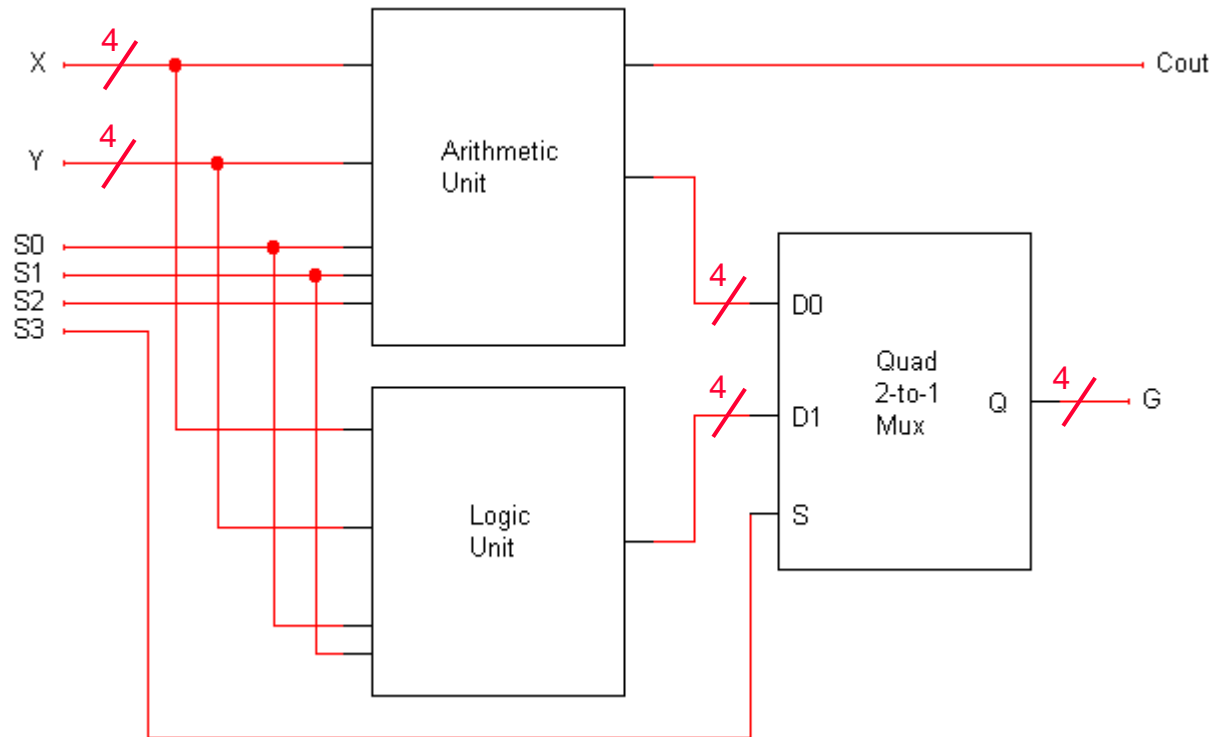 4
X
Cout
4
Y
Arithmetic
Unit
S0
S1
S2
S3
4
D0
Quad
2-to-1
Mux
4
D1
Q
4
G
S
Logic
Unit